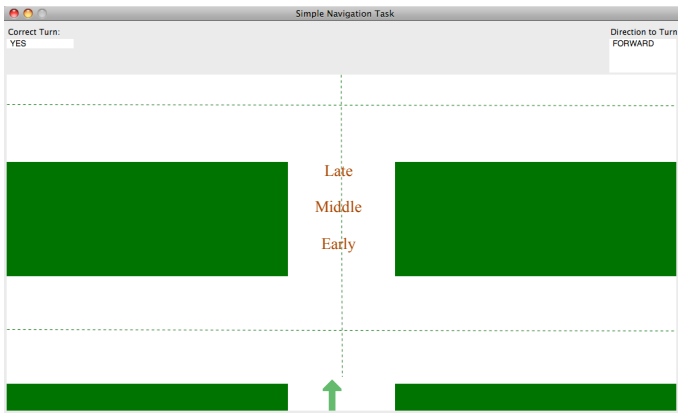 Simple Navigation Task
Correct Turn:
YES
Direction to Turn
FORWARD
Late
Middle
Early